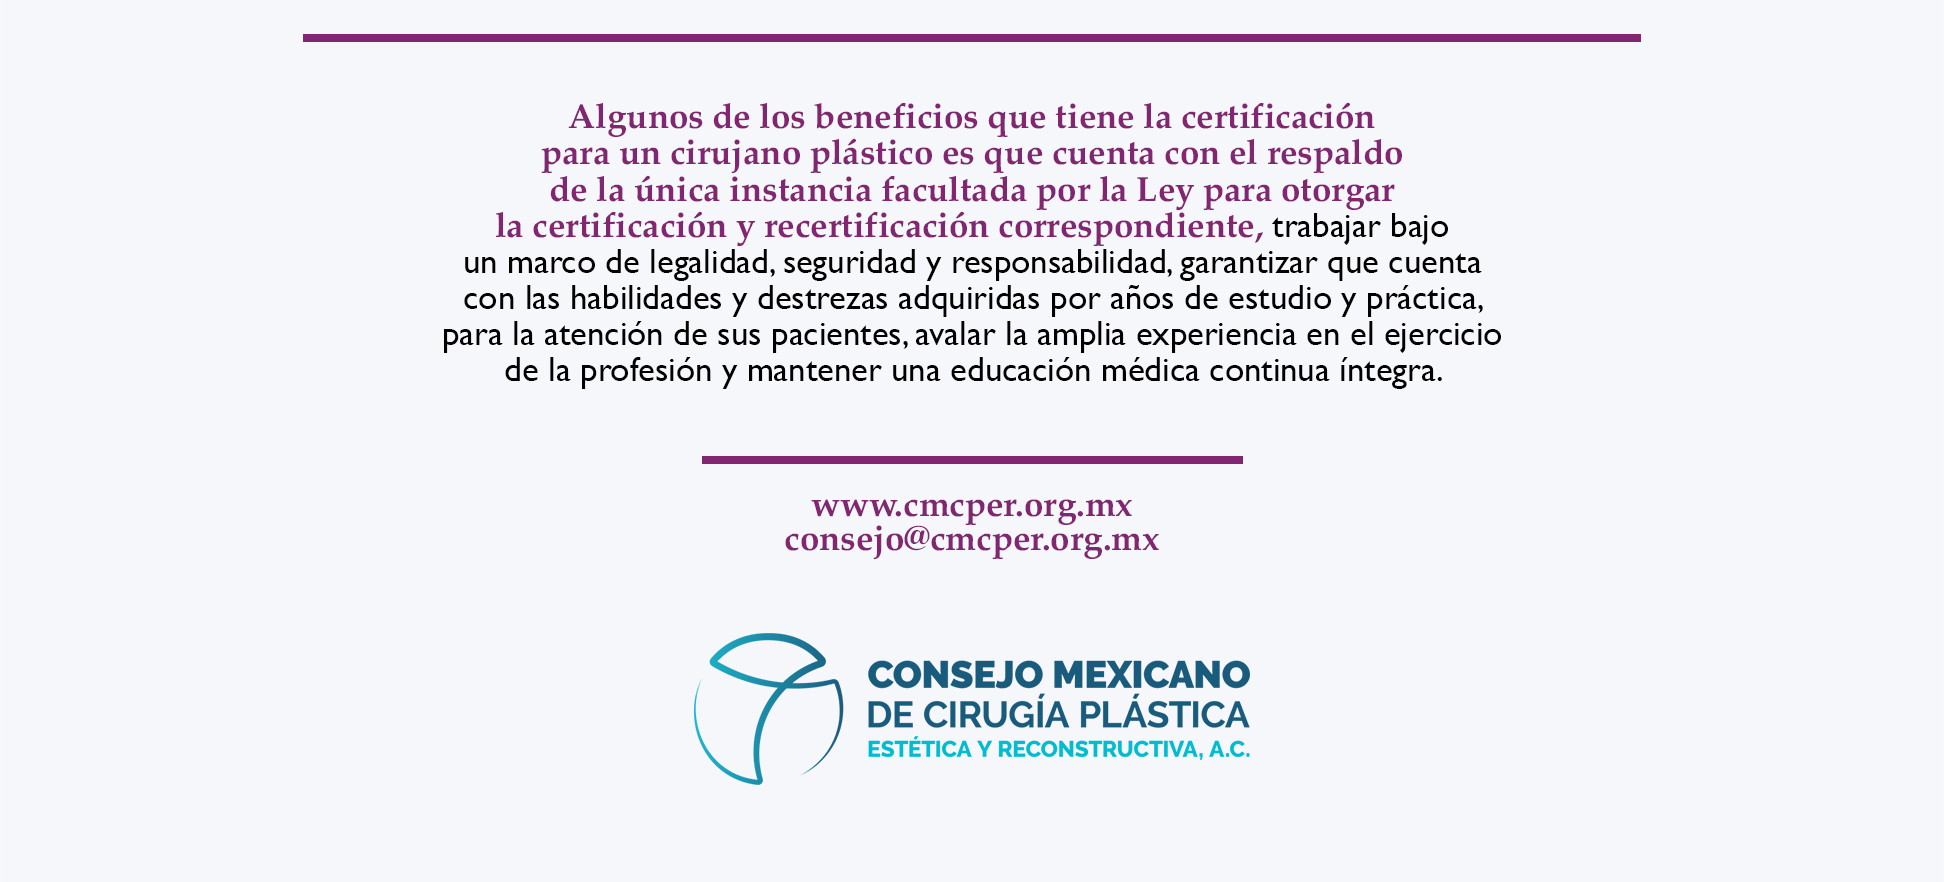 Algunos de los beneficios que tiene la certificación
para un cirujano plástico es que cuenta con el respaldo
de la única instancia facultada por la Ley para otorgar
la certificación y recertificación correspondiente, trabajar bajo
un marco de legalidad, seguridad y responsabilidad, garantizar que cuenta
con las habilidades y destrezas adquiridas por años de estudio y práctica,
para la atención de sus pacientes, avalar la amplia experiencia en el ejercicio
de la profesión y mantener una educación médica continua íntegra.
www.cmcper.org.mx
consejo@cmcper.org.mx
CONSEJO MEXICANO
DE CIRUGÍA PLÁSTICA
ESTÉTICA Y RECONSTRUCTIVA, A.C.